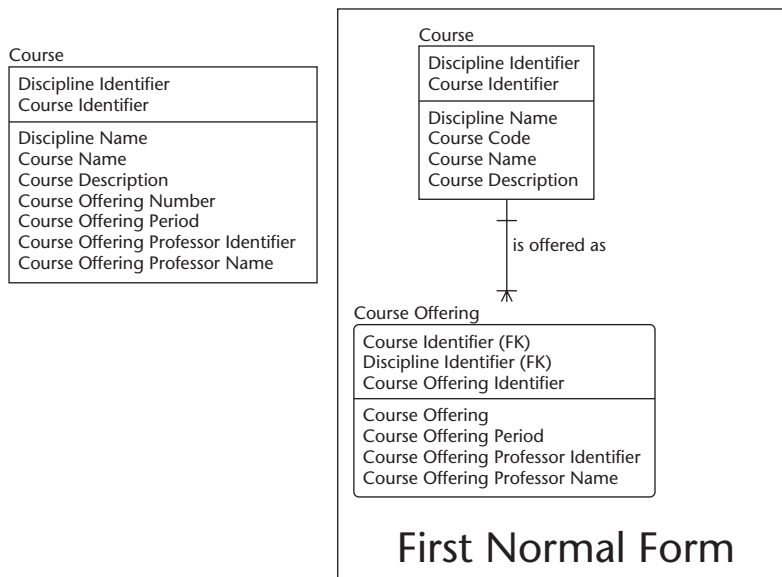 Course
Discipline Identifier
Course Identifier
Discipline Name
Course Name
Course Description
Course Offering Number
Course Offering Period
Course Offering Professor Identifier
Course Offering Professor Name
Course
Discipline Identifier
Course Identifier
Discipline Name
Course Code
Course Name
Course Description
is offered as
Course Offering
Course Identifier (FK)
Discipline Identifier (FK)
Course Offering Identifier
Course Offering
Course Offering Period
Course Offering Professor Identifier
Course Offering Professor Name
First Normal Form